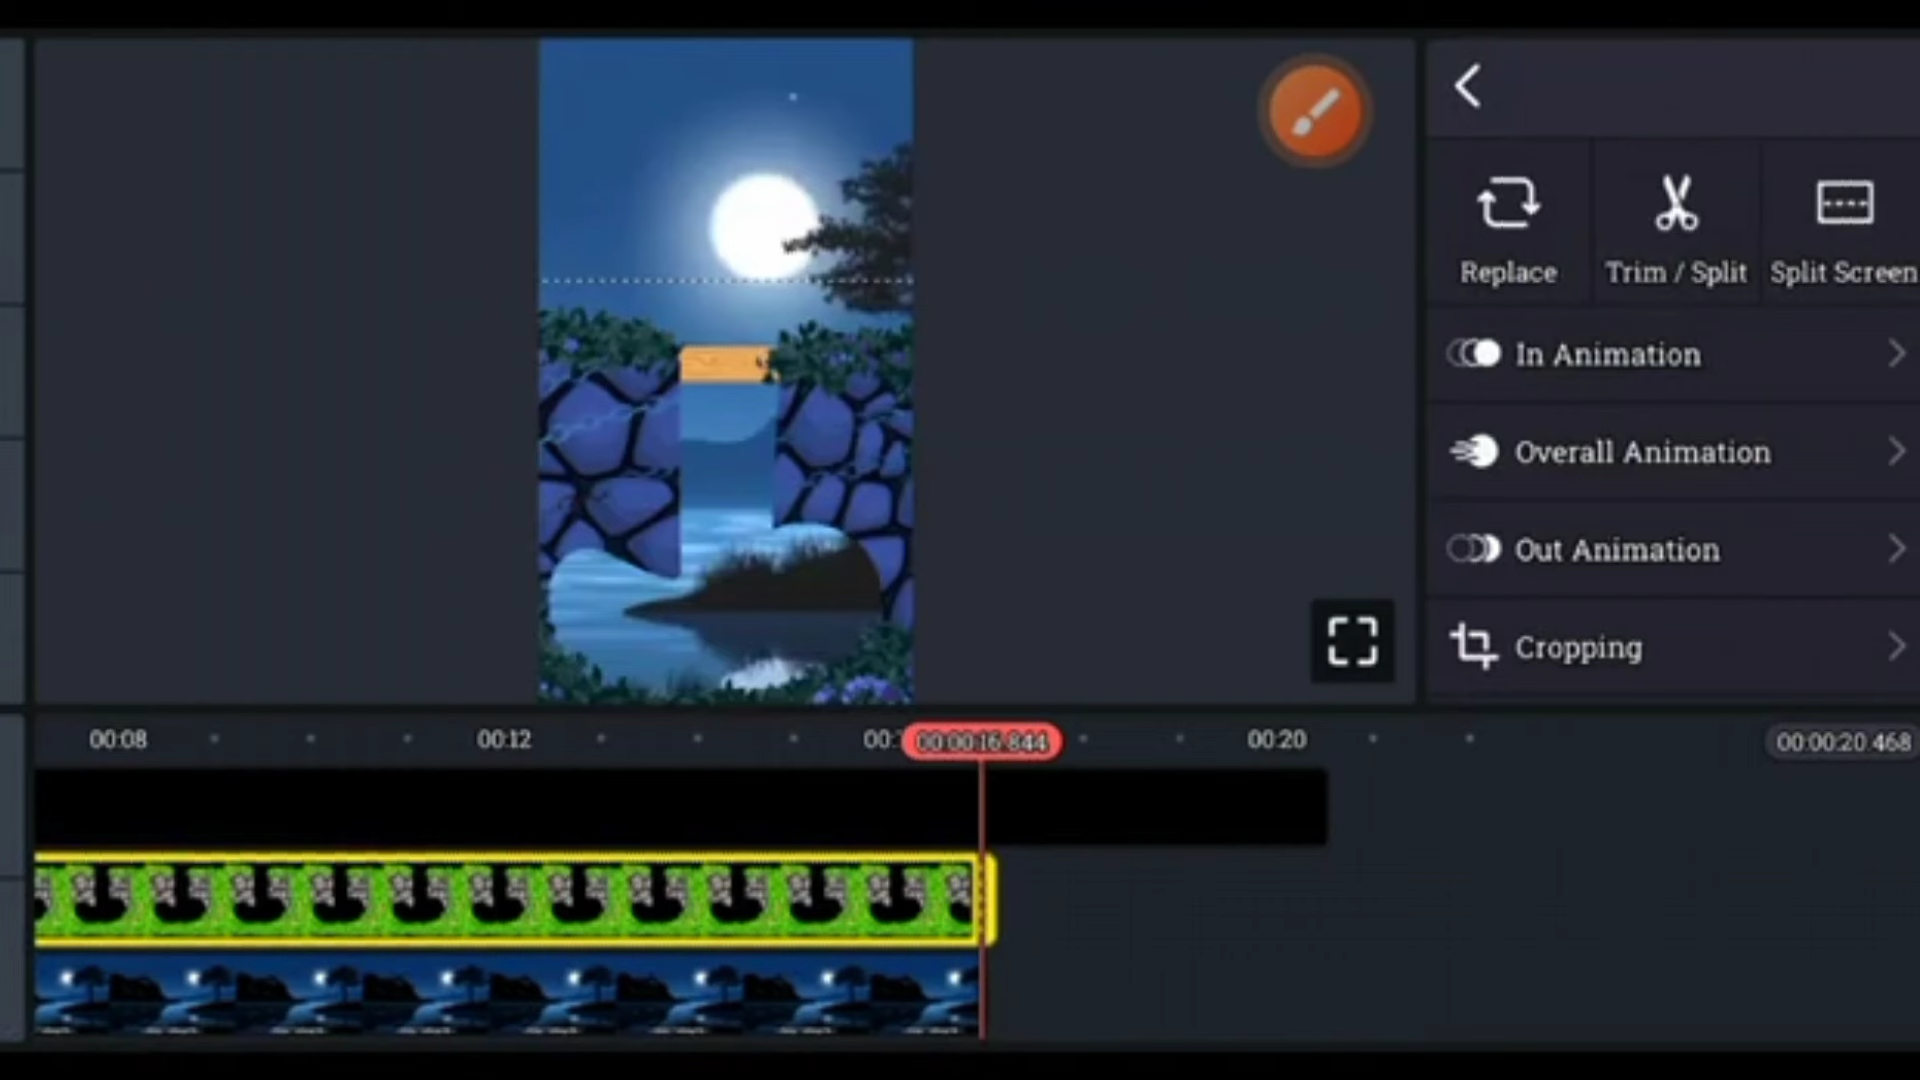 Replace
Trim / Split
Split Screen
In Animation
Overall Animation
Out Animation
Cropping
00:08
00:12
00:
00:00:16.844
00:20
00:00:20.468